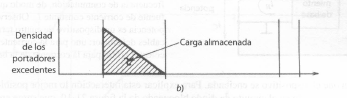 Densidad
de los
portadores
excedentes
Carga almacenada
b)